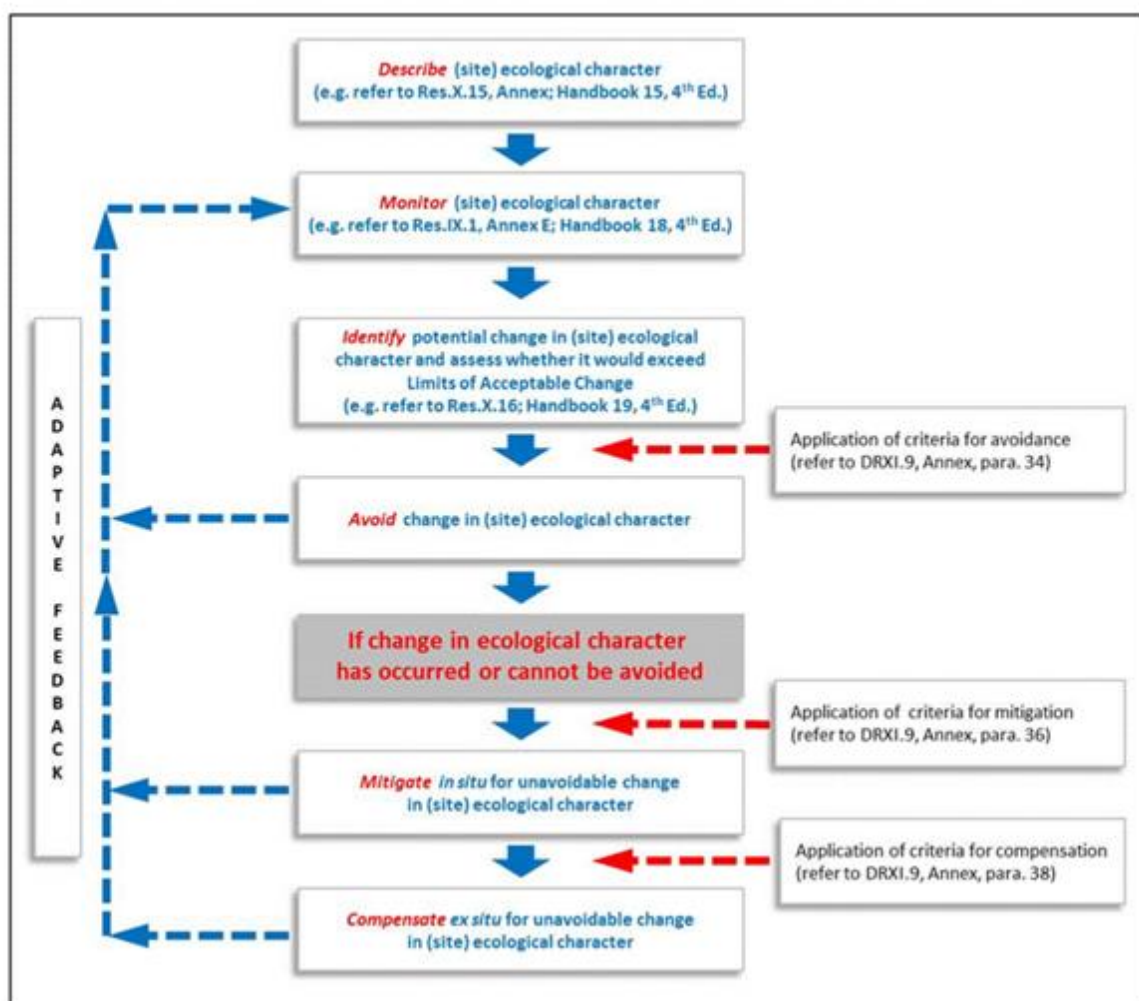 Describe (site) ecological character
(e.g. refer to Res.X.15, Annex; Handbook 15, 4th Ed.)
Monitor (site) ecological character
(e.g. refer to Res.IX.1, Annex E; Handbook 18, 4th Ed.)
Identify potential change in (site) ecological
character and assess whether it would exceed
Limits of Acceptable Change
(e.g. refer to Res.X.16; Handbook 19, 4th Ed.)
Application of criteria for avoidance
(refer to DRXI.9, Annex, para. 34)
Avoid change in (site) ecological character
If change in ecological character
has occurred or cannot be avoided
Application of criteria for mitigation
(refer to DRXI.9, Annex, para. 36)
Mitigate in situ for unavoidable change
in (site) ecological character
Application of criteria for compensation
(refer to DRXI.9, Annex, para. 38)
Compensate ex situ for unavoidable change
in (site) ecological character
ADAPTIVE FEEDBACK